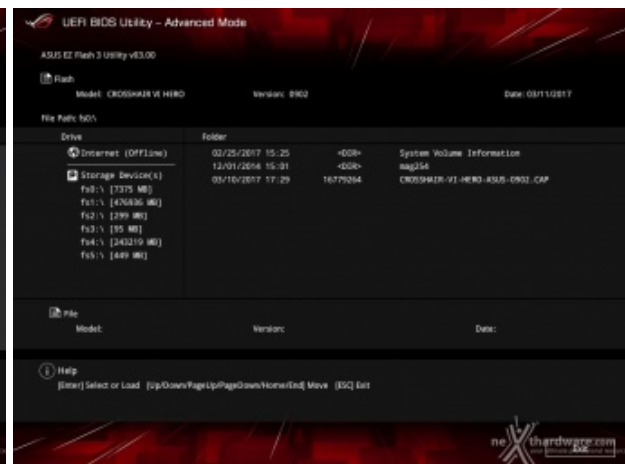 UEFI BIOS Utility – Advanced Mode
ASUS EZ Flash 3 Utility v03.00
Flash
Model: CROSSHAIR VI HERO Version: 0902 Date: 03/11/2017
File Path: fs0:\
Drive Folder
Internet (Offline) 02/25/2017 15:25 <DIR> System Volume Information
12/01/2014 15:01 <DIR> mag254
Storage Device(s) 03/10/2017 17:29 16779264 CROSSHAIR-VI-HERO-ASUS-0902.CAP
fs0:\ [7375 MB]
fs1:\ [476936 MB]
fs2:\ [299 MB]
fs3:\ [95 MB]
fs4:\ [243219 MB]
fs5:\ [449 MB]
File
Model: Version: Date:
Help
[Enter] Select or Load [Up/Down/PageUp/PageDown/Home/End] Move [ESC] Exit
nexthardware.com
Exit